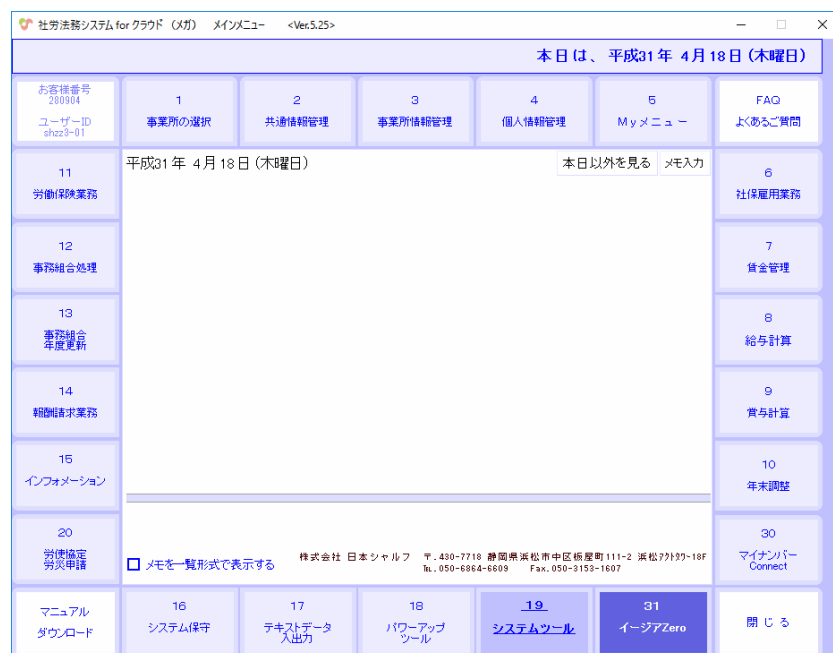 社労法務システム for クラウド (メガ) メインメニュー <Ver.5.25>
本日は、 平成31年 4月18日 (木曜日)
お客様番号
280904
ユーザーID
shzz3-01
1
事業所の選択
2
共通情報管理
3
事業所情報管理
4
個人情報管理
5
Myメニュー
FAQ
よくあるご質問
11
労働保険業務
平成31年 4月18日 (木曜日)
本日以外を見る
メモ入力
6
社保雇用業務
12
事務組合処理
7
賃金管理
13
事務組合
年度更新
8
給与計算
14
報酬請求業務
9
賞与計算
15
インフォメーション
10
年末調整
20
労使協定
労災申請
メモを一覧形式で表示する
株式会社 日本シャルフ 〒.430-7718 静岡県浜松市中区板屋町111-2 浜松アクトタワー18F
℡.050-6864-6609 Fax.050-3153-1607
30
マイナンバー
Connect
マニュアル
ダウンロード
16
システム保守
17
テキストデータ
入出力
18
パワーアップ
ツール
19
システムツール
31
イージアZero
閉じる